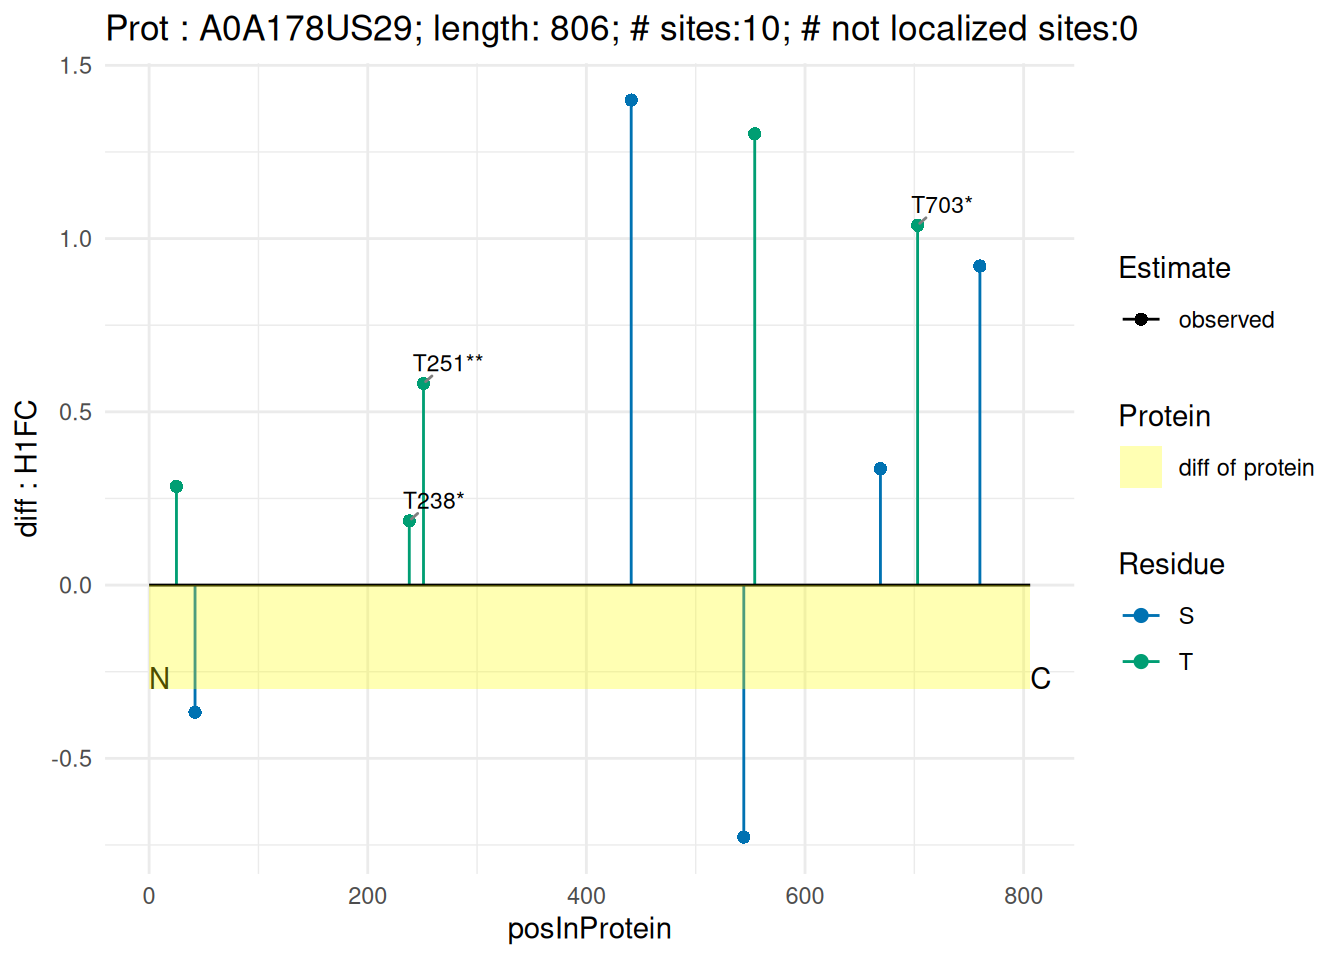 Prot : A0A178US29; length: 806; # sites:10; # not localized sites:0
diff : H1FC
1.5
1.0
0.5
0.0
-0.5
T703*
T251**
T238*
N
C
0
200
400
600
800
posInProtein
Estimate
observed
Protein
diff of protein
Residue
S
T